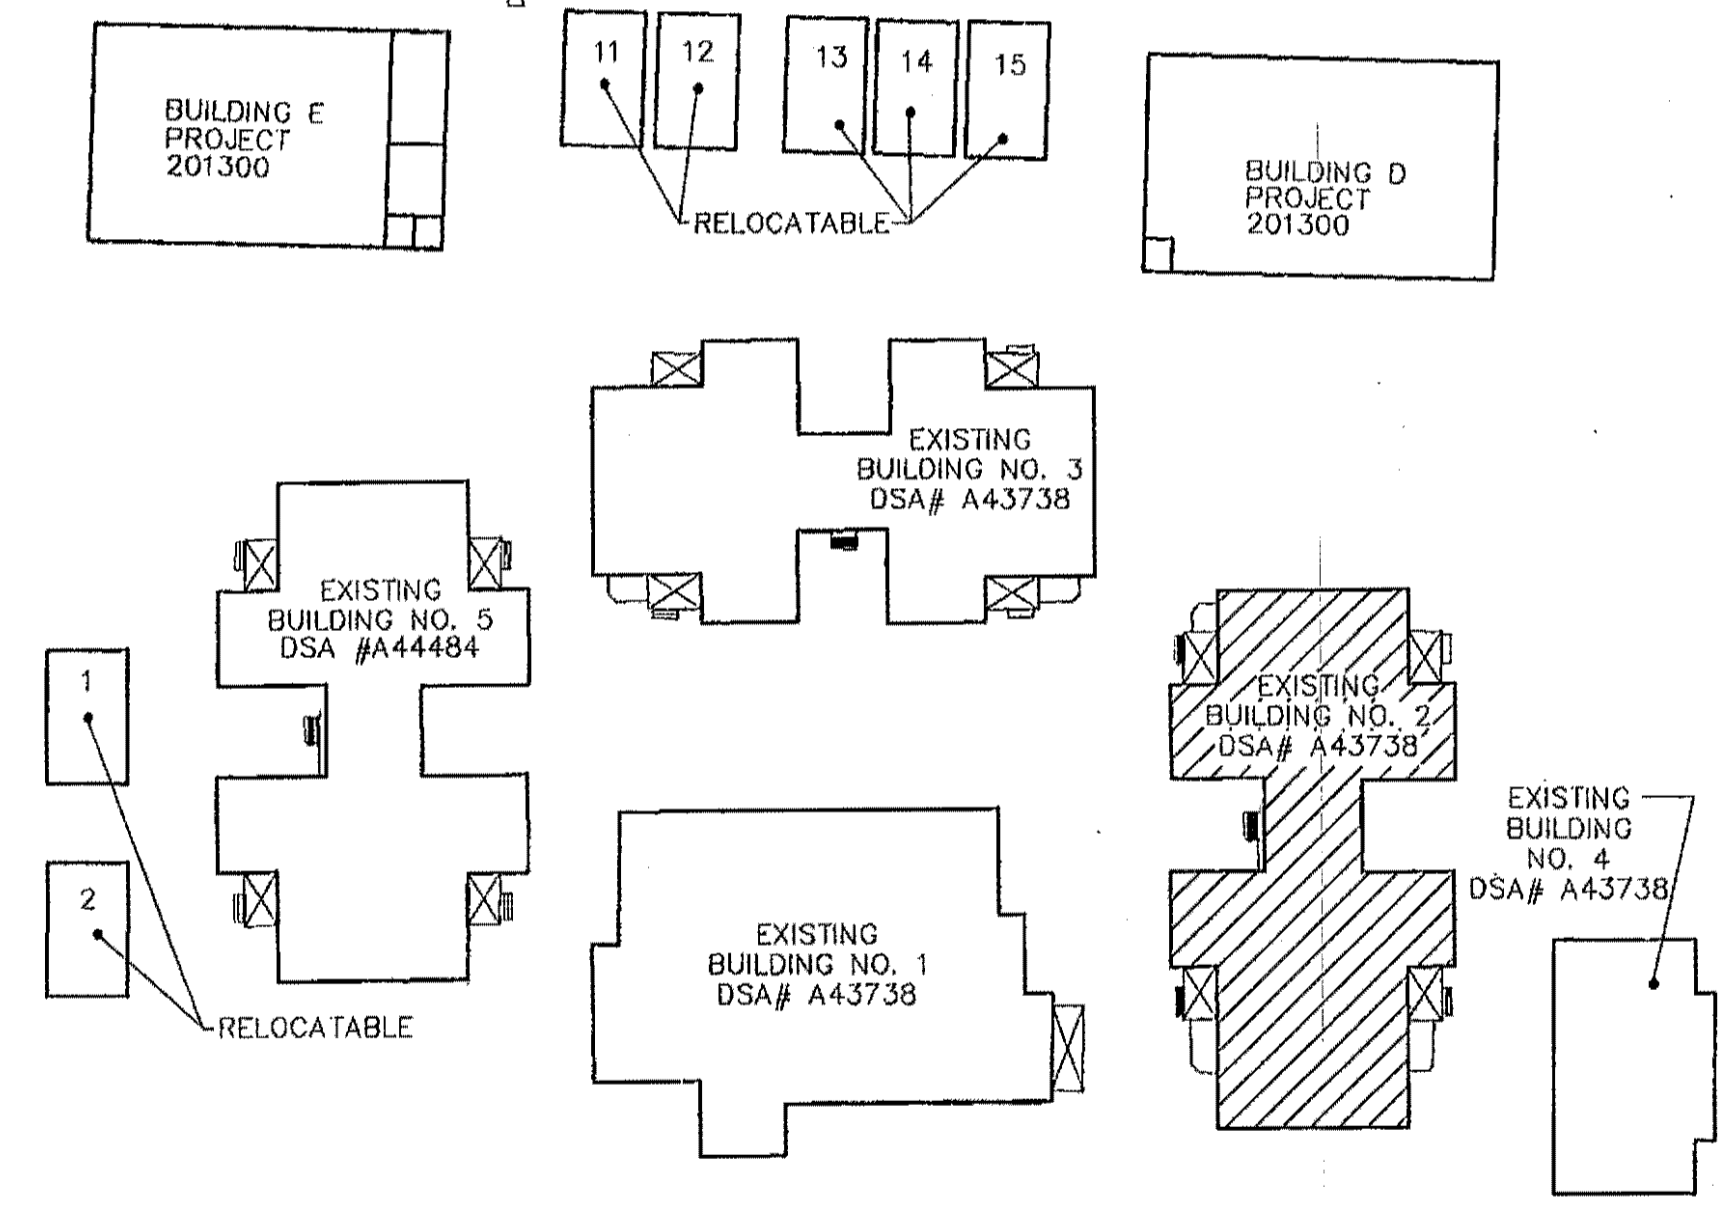 BUILDING E
PROJECT
201300
11
12
13
14
15
RELOCATABLE
BUILDING D
PROJECT
201300
EXISTING
BUILDING NO. 3
DSA# A43738
EXISTING
BUILDING NO. 5
DSA #A44484
1
2
RELOCATABLE
EXISTING
BUILDING NO. 1
DSA# A43738
EXISTING
BUILDING NO. 2
DSA# A43738
EXISTING
BUILDING
NO. 4
DSA# A43738